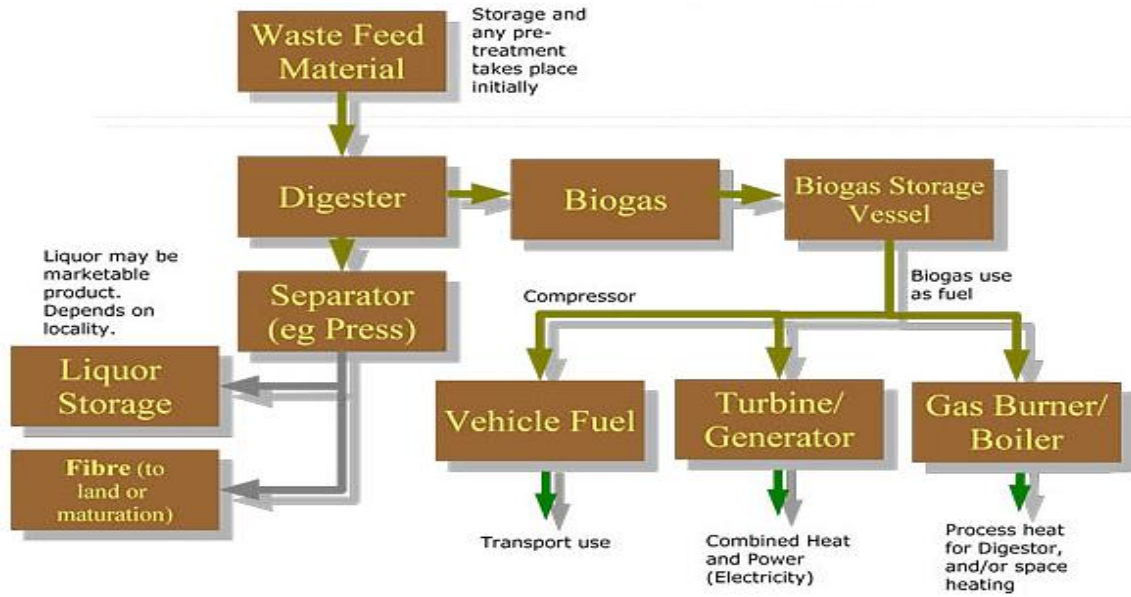 Waste Feed
Material
Storage and
any pre-
treatment
takes place
initially
Digester
Biogas
Biogas Storage
Vessel
Liquor may be
marketable
product.
Depends on
locality.
Separator
(eg Press)
Compressor
Biogas use
as fuel
Liquor
Storage
Fibre (to
land or
maturation)
Vehicle Fuel
Turbine/
Generator
Gas Burner/
Boiler
Transport use
Combined Heat
and Power
(Electricity)
Process heat
for Digestor,
and/or space
heating